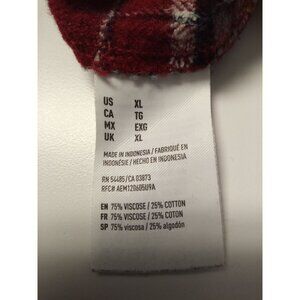 US XL
CA TG
MX EXG
UK XL
MADE IN INDONESIA / FABRIQUÉ EN
INDONÉSIE / HECHO EN INDONESIA
RN 54485/CA 03873
RFC# AEM120605U9A
EN 75% VISCOSE / 25% COTTON
FR 75% VISCOSE / 25% COTON
SP 75% viscosa / 25% algodón